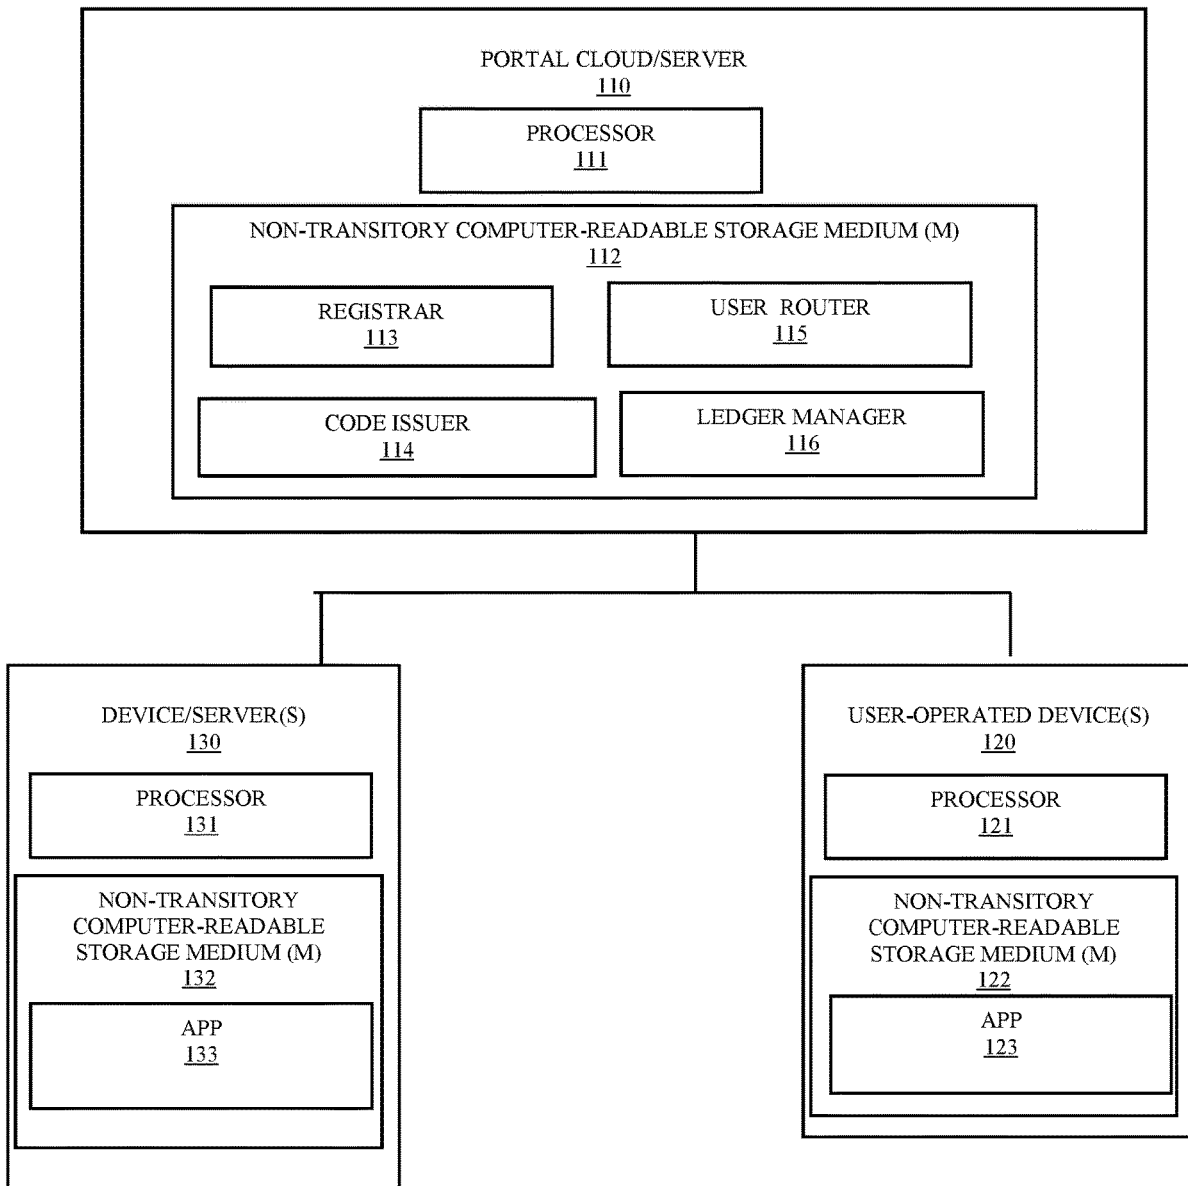 PORTAL CLOUD/SERVER
110
PROCESSOR
111
NON-TRANSITORY COMPUTER-READABLE STORAGE MEDIUM (M)
112
REGISTRAR
113
USER ROUTER
115
CODE ISSUER
114
LEDGER MANAGER
116
DEVICE/SERVER(S)
130
PROCESSOR
131
NON-TRANSITORY
COMPUTER-READABLE
STORAGE MEDIUM (M)
132
APP
133
USER-OPERATED DEVICE(S)
120
PROCESSOR
121
NON-TRANSITORY
COMPUTER-READABLE
STORAGE MEDIUM (M)
122
APP
123